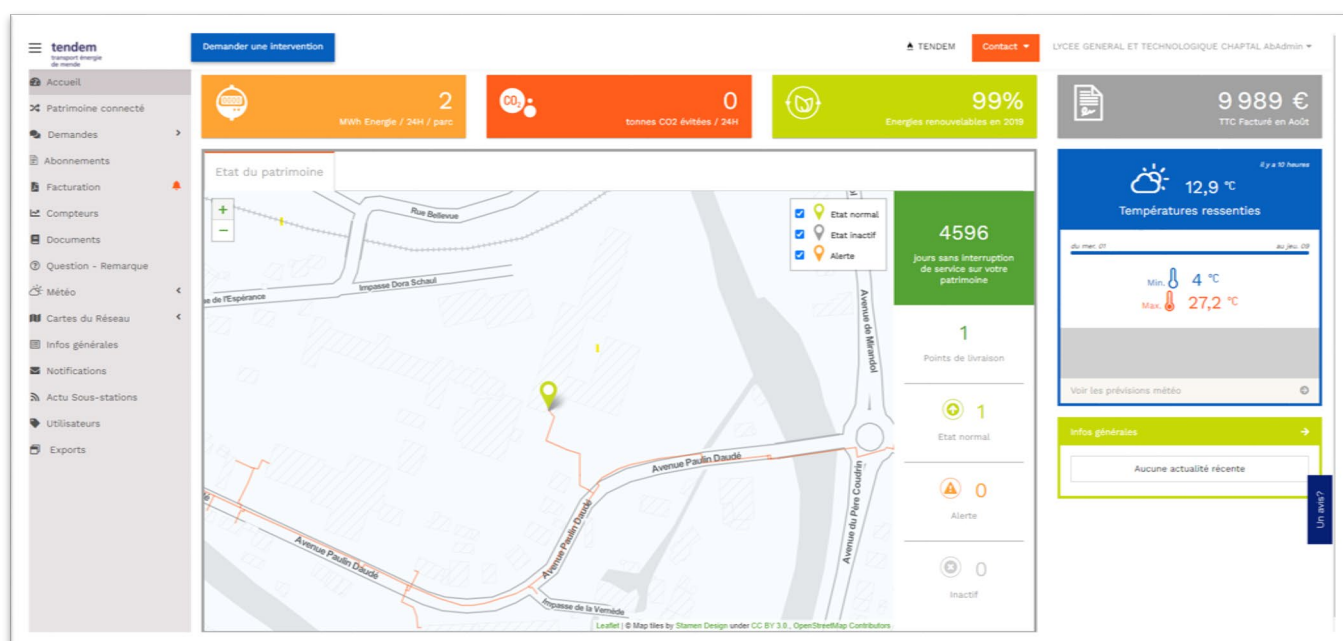 tendem
transport énergie
de mende
Demander une intervention
TENDEM
Contact
LYCEE GENERAL ET TECHNOLOGIQUE CHAPTAL AbAdmin
Accueil
Patrimoine connecté
Demandes
Abonnements
Facturation
Compteurs
Documents
Question - Remarque
Météo
Cartes du Réseau
Infos générales
Notifications
Actu Sous-stations
Utilisateurs
Exports
2
MWh Energie / 24H / parc
CO2
0
tonnes CO2 évitées / 24H
99%
Energies renouvelables en 2019
9 989 €
TTC Facturé en Août
Etat du patrimoine
+
−
Rue Bellevue
Impasse Dora Schaul
ue de l'Espérance
Avenue de Mirandol
Avenue Paulin Daudé
Avenue Paulin Daudé
Avenue Paulin Daudé
Avenue du Père Coudrin
Impasse de la Vernède
Etat normal
Etat inactif
Alerte
Leaflet | © Map tiles by Stamen Design under CC BY 3.0., OpenStreetMap Contributors
4596
jours sans interruption
de service sur votre
patrimoine
1
Points de livraison
1
Etat normal
0
Alerte
0
Inactif
il y a 10 heures
12,9 °C
Températures ressenties
du mer. 01
au jeu. 09
Min. 4 °C
Max. 27,2 °C
Voir les prévisions météo
Infos générales
Aucune actualité récente
Un avis?